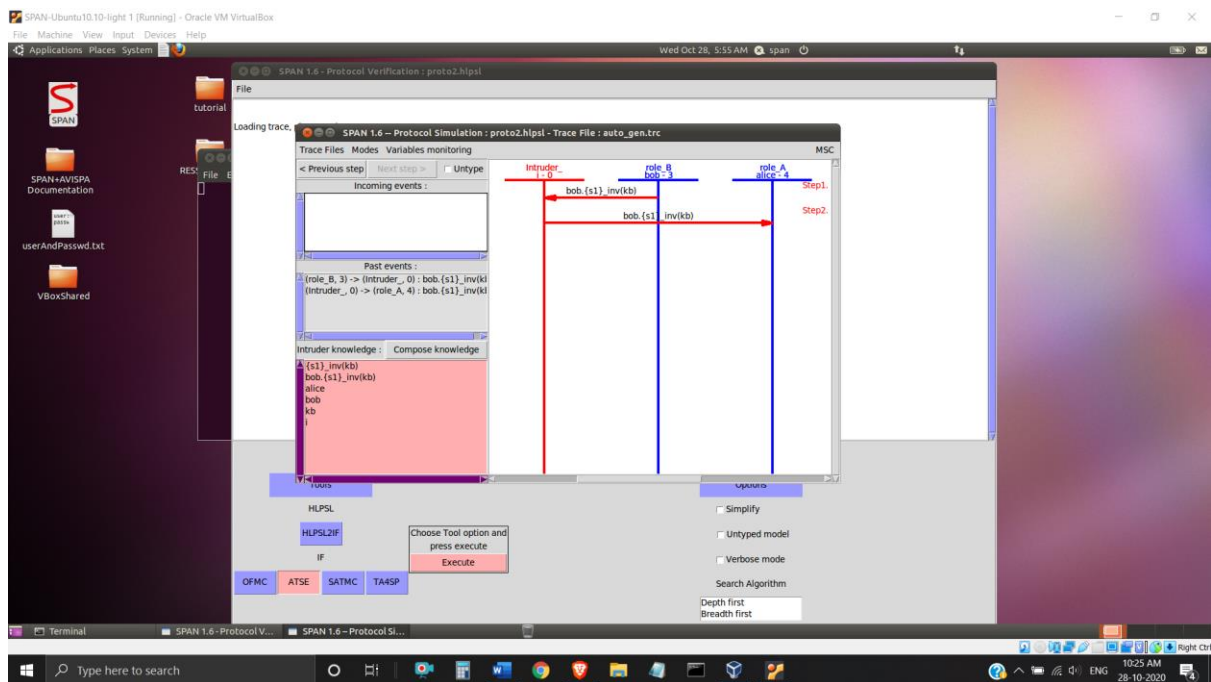 SPAN-Ubuntu10.10-light 1 [Running] - Oracle VM VirtualBox
File Machine View Input Devices Help
Applications Places System
Wed Oct 28, 5:55 AM span
SPAN 1.6 - Protocol Verification : proto2.hlpsl
File
S
SPAN
tutorial
Loading trace,
SPAN 1.6 -- Protocol Simulation : proto2.hlpsl - Trace File : auto_gen.trc
Trace Files Modes Variables monitoring MSC
< Previous step Next step > Untype
Incoming events :
Intruder_
i - 0
role_B
bob - 3
role_A
alice - 4
Step1.
bob.{s1}_inv(kb)
Step2.
bob.{s1}_inv(kb)
SPAN+AVISPA
Documentation
File
user:
userAndPasswd.txt
Past events :
(role_B, 3) -> (Intruder_, 0) : bob.{s1}_inv(kl
(Intruder_, 0) -> (role_A, 4) : bob.{s1}_inv(kl
VBoxShared
Intruder knowledge : Compose knowledge
{s1}_inv(kb)
bob.{s1}_inv(kb)
alice
bob
kb
i
Tools
Options
HLPSL
Simplify
HLPSL2IF
Choose Tool option and
press execute
Untyped model
IF
Execute
Verbose mode
OFMC ATSE SATMC TA4SP
Search Algorithm
Depth first
Breadth first
Terminal SPAN 1.6 - Protocol V... SPAN 1.6 – Protocol Si...
Right Ctrl
Type here to search
ENG
10:25 AM
28-10-2020
4